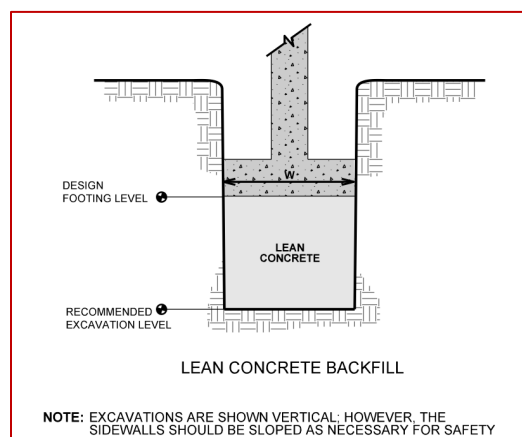 W
DESIGN
FOOTING LEVEL
LEAN
CONCRETE
RECOMMENDED
EXCAVATION LEVEL
LEAN CONCRETE BACKFILL
NOTE: EXCAVATIONS ARE SHOWN VERTICAL; HOWEVER, THE
SIDEWALLS SHOULD BE SLOPED AS NECESSARY FOR SAFETY